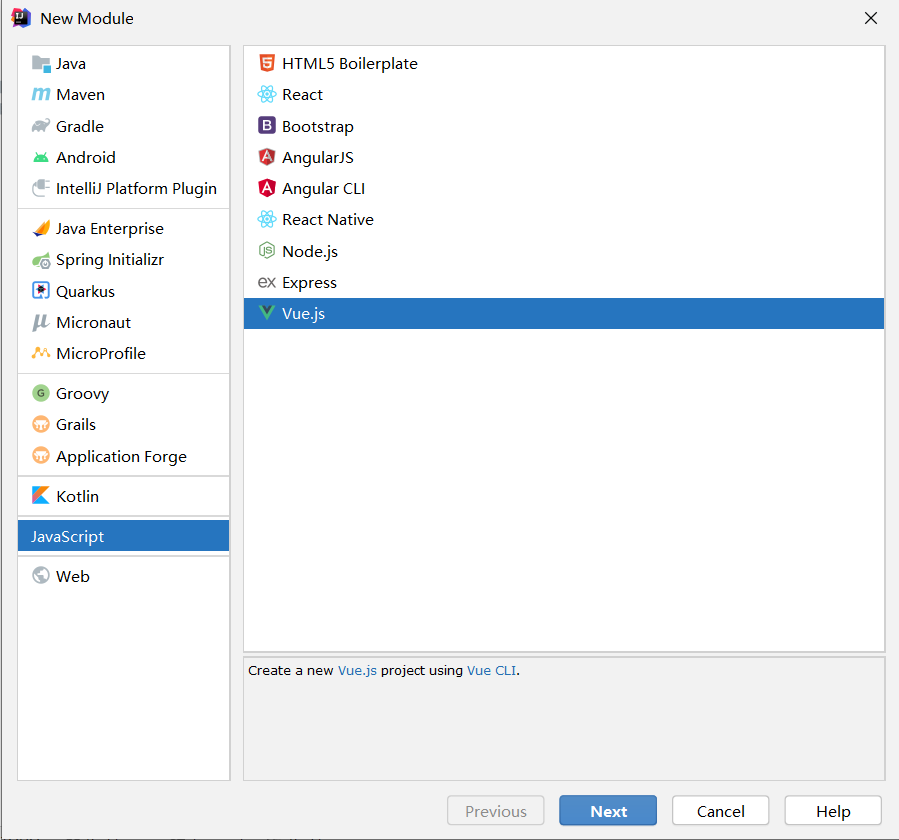 New Module
Java
Maven
Gradle
Android
IntelliJ Platform Plugin
Java Enterprise
Spring Initializr
Quarkus
Micronaut
MicroProfile
Groovy
Grails
Application Forge
Kotlin
JavaScript
Web
HTML5 Boilerplate
React
Bootstrap
AngularJS
Angular CLI
React Native
Node.js
ex Express
Vue.js
Create a new Vue.js project using Vue CLI.
Previous
Next
Cancel
Help